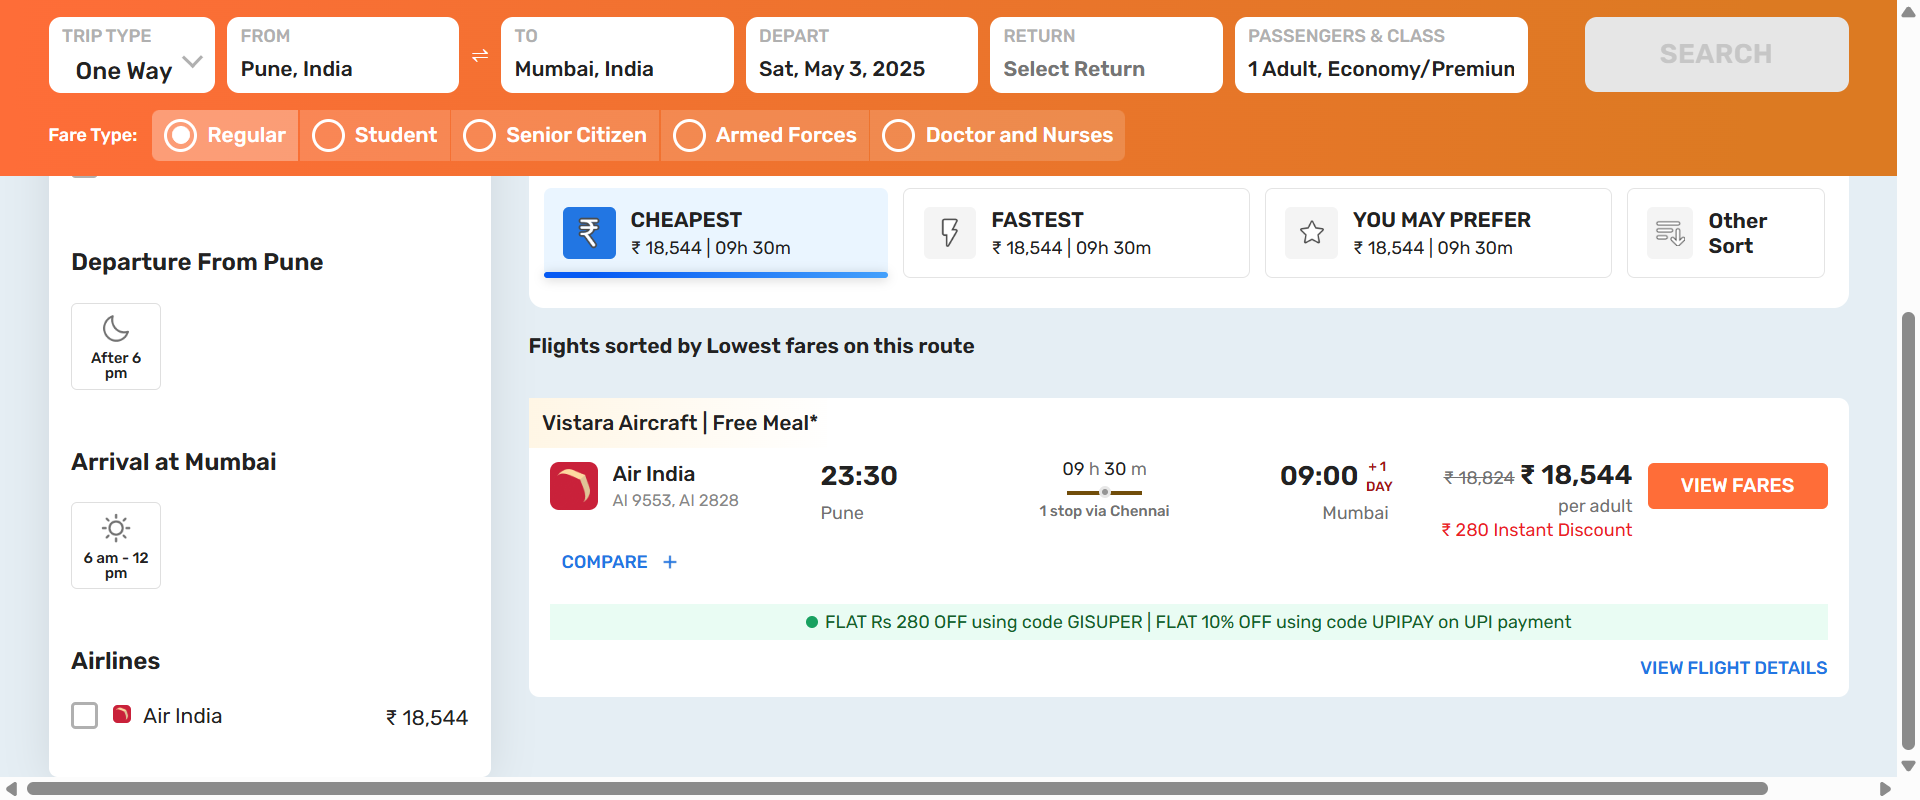 TRIP TYPE
One Way
FROM
Pune, India
TO
Mumbai, India
DEPART
Sat, May 3, 2025
RETURN
Select Return
PASSENGERS & CLASS
1 Adult, Economy/Premiun
SEARCH
Fare Type:
Regular
Student
Senior Citizen
Armed Forces
Doctor and Nurses
Departure From Pune
After 6
pm
Arrival at Mumbai
6 am - 12
pm
Airlines
Air India
₹ 18,544
CHEAPEST
₹ 18,544 | 09h 30m
FASTEST
₹ 18,544 | 09h 30m
YOU MAY PREFER
₹ 18,544 | 09h 30m
Other
Sort
Flights sorted by Lowest fares on this route
Vistara Aircraft | Free Meal*
Air India
AI 9553, AI 2828
23:30
Pune
09 h 30 m
1 stop via Chennai
09:00
+1
DAY
Mumbai
₹ 18,824 ₹ 18,544
per adult
₹ 280 Instant Discount
VIEW FARES
COMPARE +
FLAT Rs 280 OFF using code GISUPER | FLAT 10% OFF using code UPIPAY on UPI payment
VIEW FLIGHT DETAILS